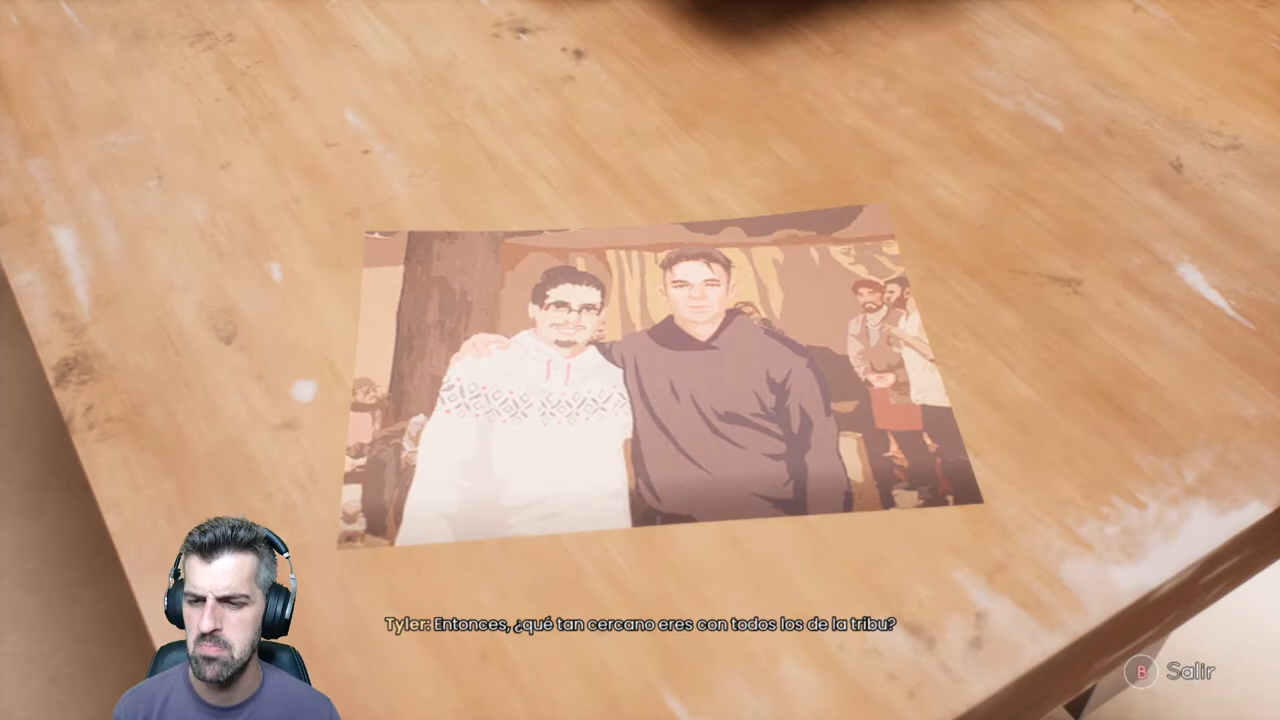 Tyler: Entonces, ¿qué tan cercano eres con todos los de la tribu?
B Salir